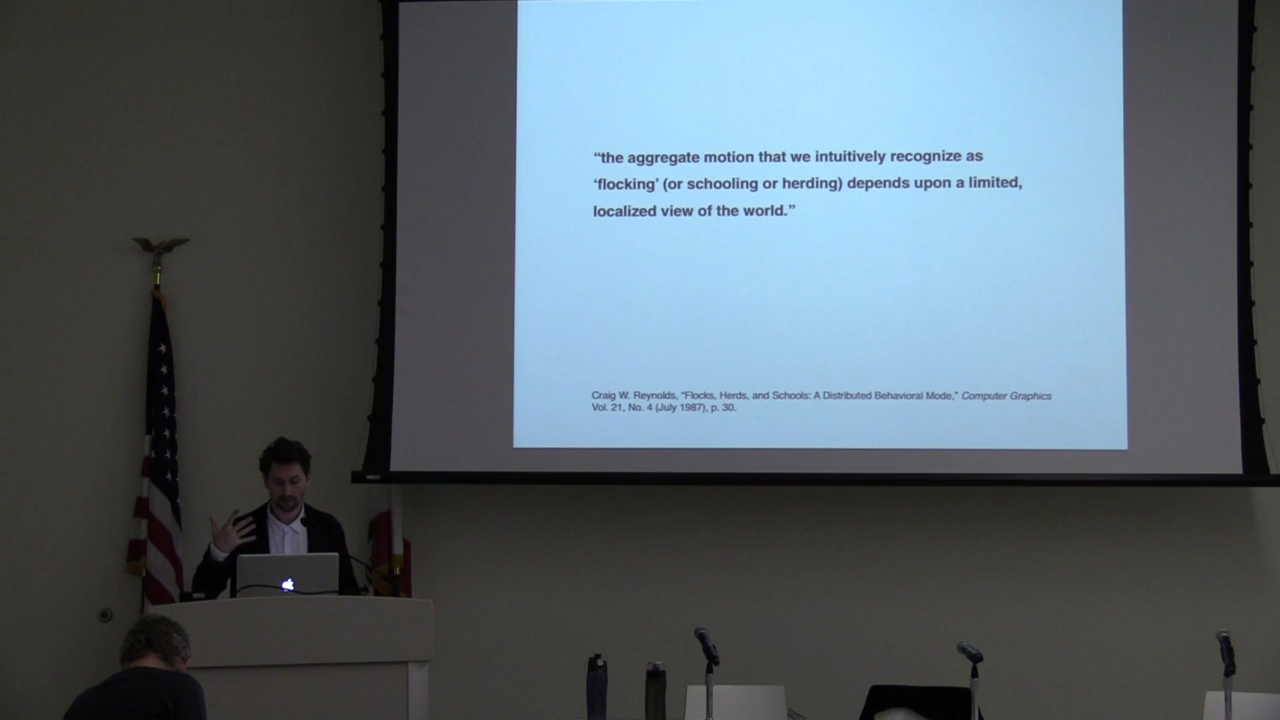 “the aggregate motion that we intuitively recognize as
‘flocking’ (or schooling or herding) depends upon a limited,
localized view of the world.”
Craig W. Reynolds, “Flocks, Herds, and Schools: A Distributed Behavioral Mode,” Computer Graphics
Vol. 21, No. 4 (July 1987), p. 30.